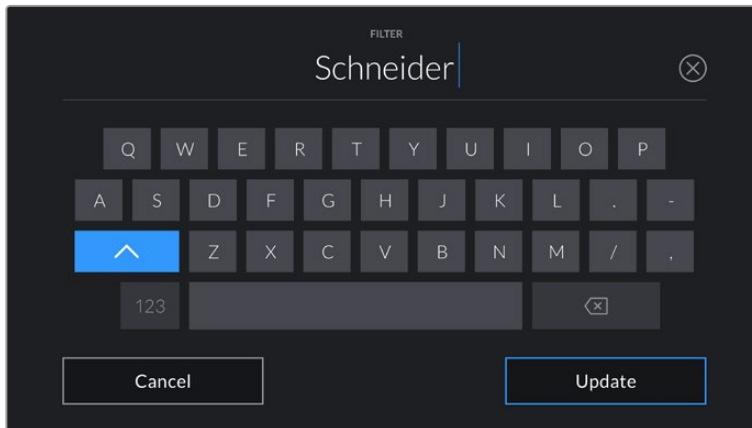 FILTER
Schneider
Q W E R T Y U I O P
A S D F G H J K L . -
Z X C V B N M / ,
123
Cancel Update